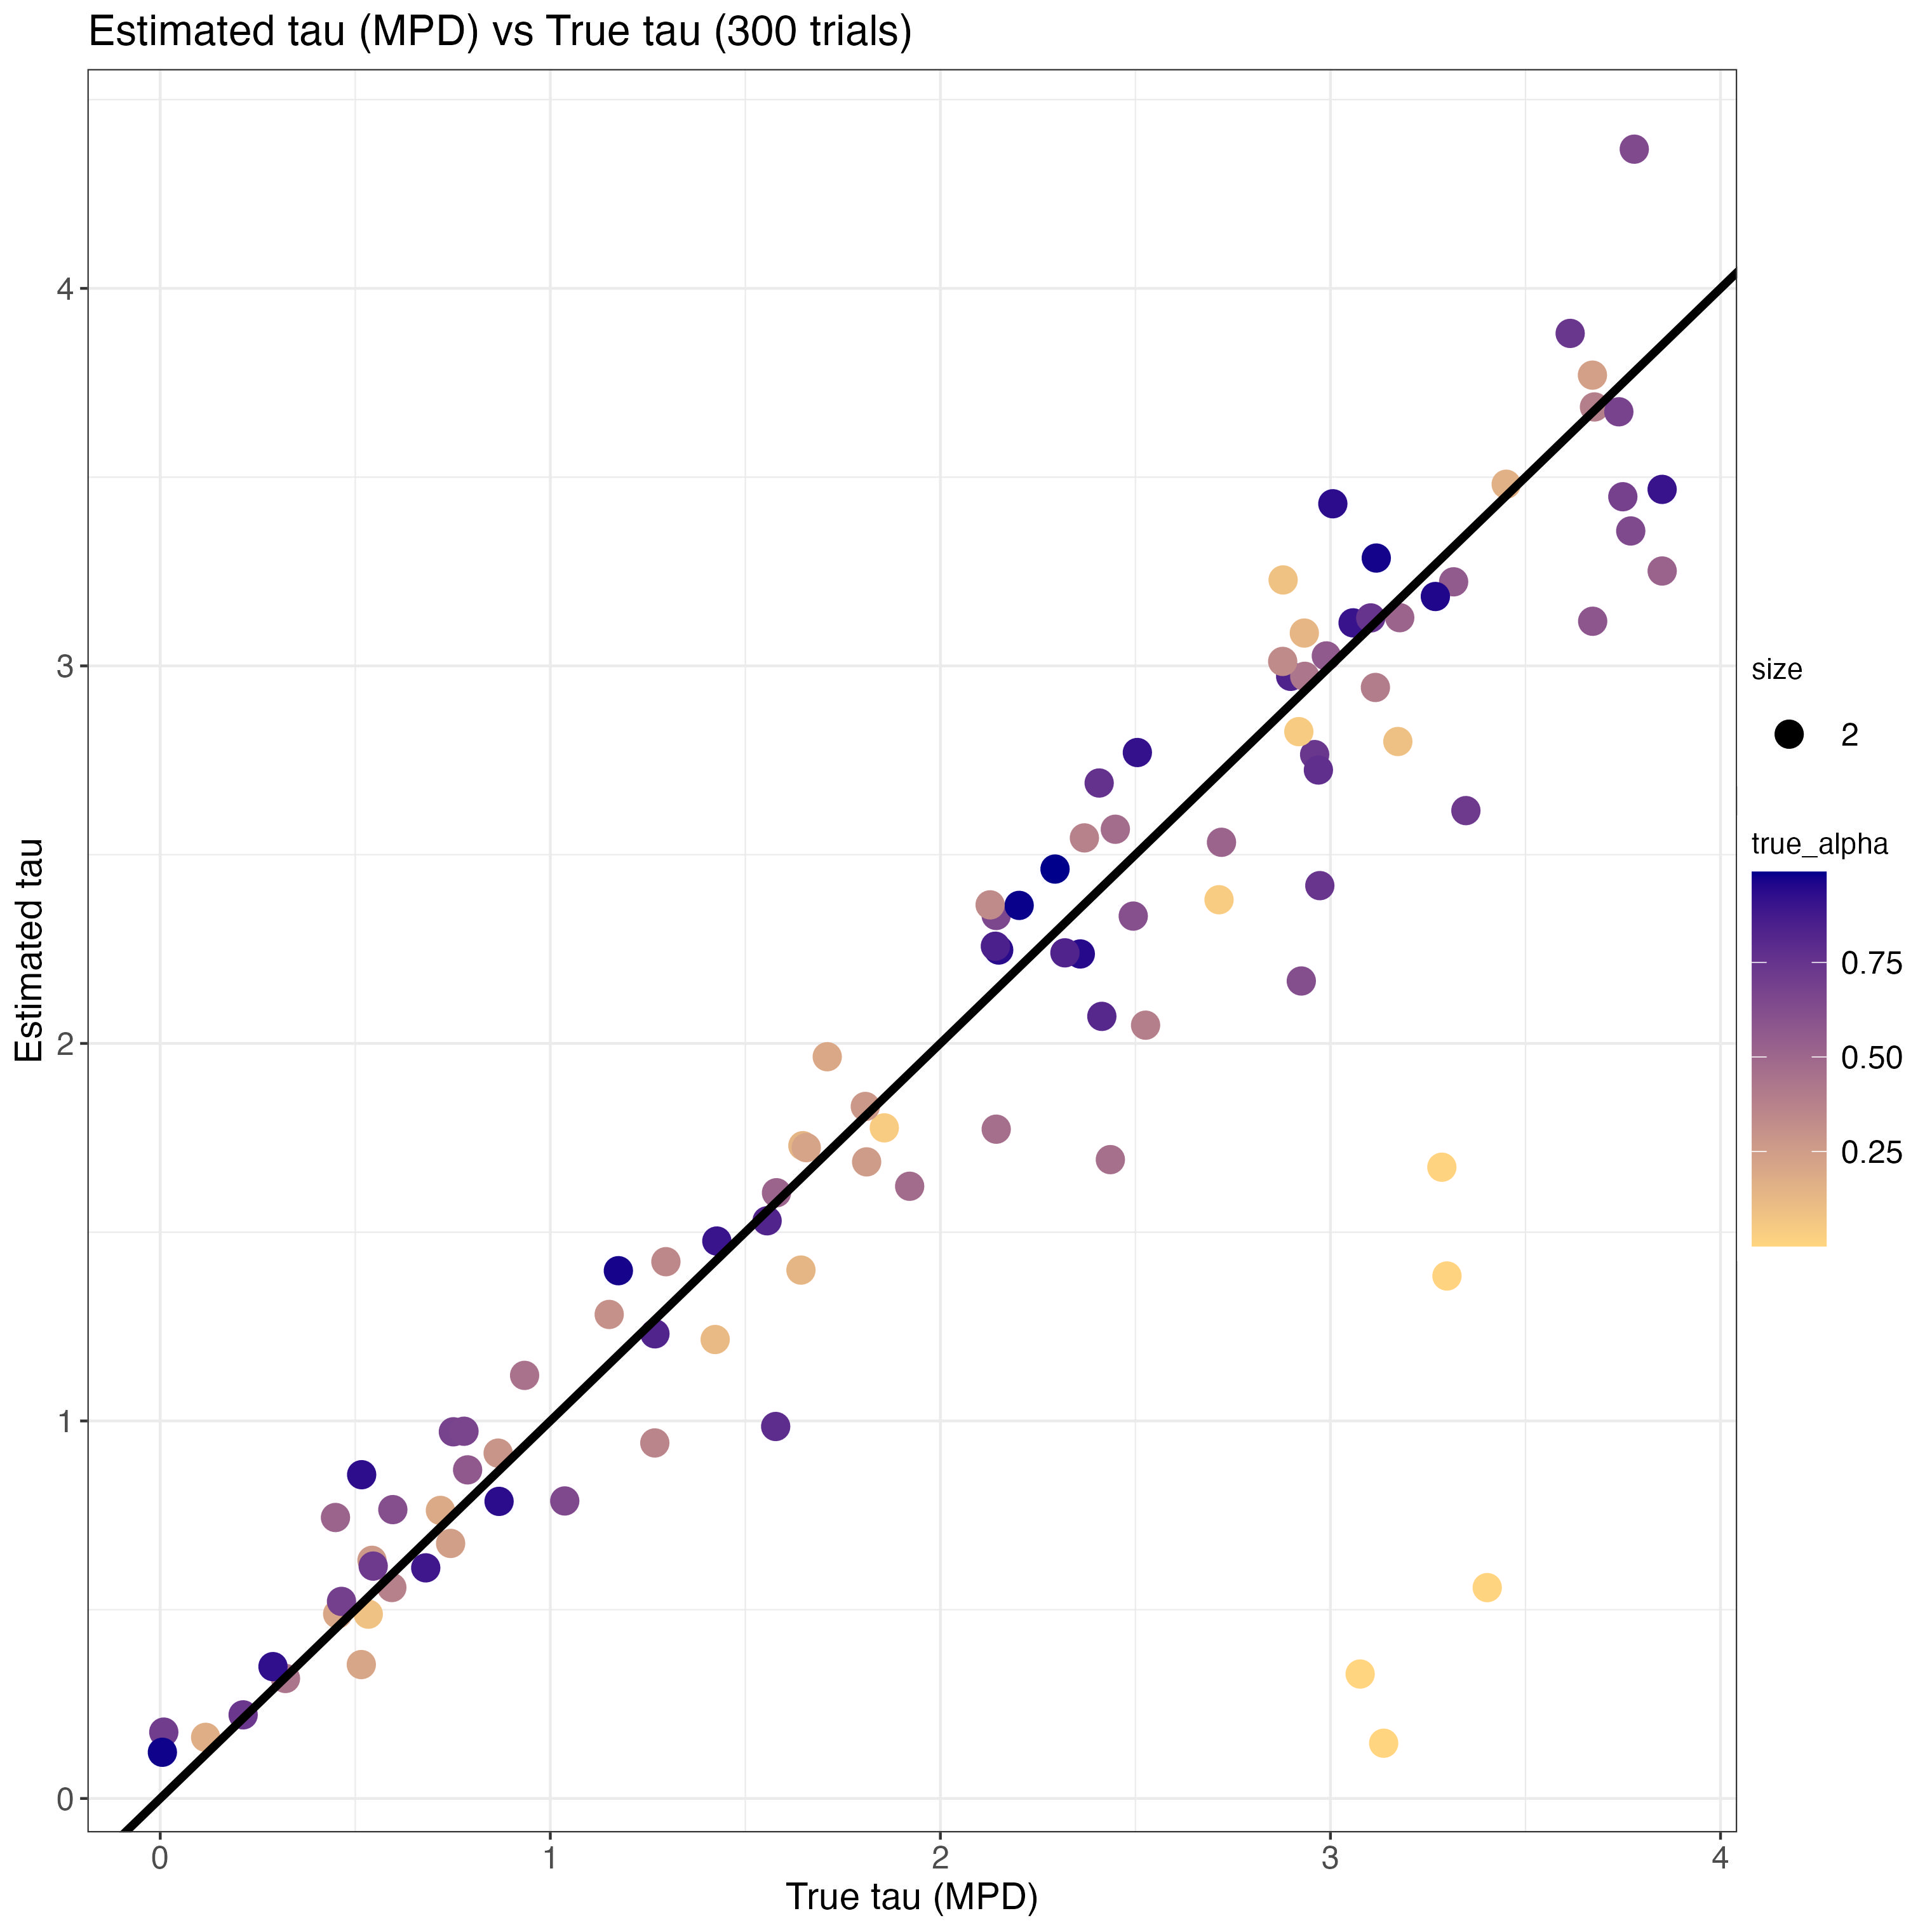 Estimated tau (MPD) vs True tau (300 trials)
Estimated tau
4
3
2
1
0
0
1
2
3
4
True tau (MPD)
size
2
true_alpha
0.75
0.50
0.25